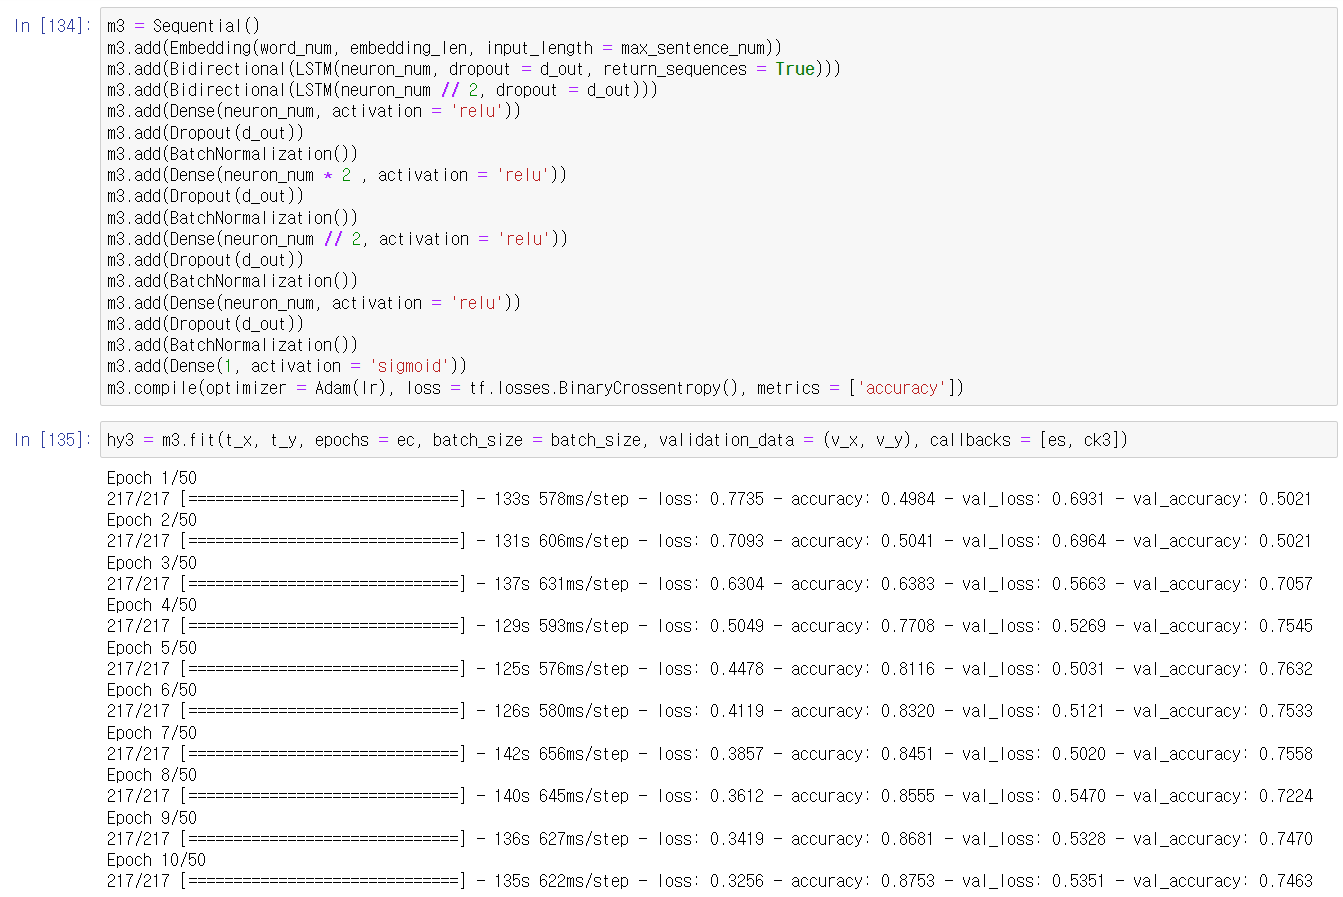 In [134]:
m3 = Sequential()
m3.add(Embedding(word_num, embedding_len, input_length = max_sentence_num))
m3.add(Bidirectional(LSTM(neuron_num, dropout = d_out, return_sequences = True)))
m3.add(Bidirectional(LSTM(neuron_num // 2, dropout = d_out)))
m3.add(Dense(neuron_num, activation = 'relu'))
m3.add(Dropout(d_out))
m3.add(BatchNormalization())
m3.add(Dense(neuron_num * 2 , activation = 'relu'))
m3.add(Dropout(d_out))
m3.add(BatchNormalization())
m3.add(Dense(neuron_num // 2, activation = 'relu'))
m3.add(Dropout(d_out))
m3.add(BatchNormalization())
m3.add(Dense(neuron_num, activation = 'relu'))
m3.add(Dropout(d_out))
m3.add(BatchNormalization())
m3.add(Dense(1, activation = 'sigmoid'))
m3.compile(optimizer = Adam(lr), loss = tf.losses.BinaryCrossentropy(), metrics = ['accuracy'])
In [135]:
hy3 = m3.fit(t_x, t_y, epochs = ec, batch_size = batch_size, validation_data = (v_x, v_y), callbacks = [es, ck3])
Epoch 1/50
217/217 [==============================] - 133s 578ms/step - loss: 0.7735 - accuracy: 0.4984 - val_loss: 0.6931 - val_accuracy: 0.5021
Epoch 2/50
217/217 [==============================] - 131s 606ms/step - loss: 0.7093 - accuracy: 0.5041 - val_loss: 0.6964 - val_accuracy: 0.5021
Epoch 3/50
217/217 [==============================] - 137s 631ms/step - loss: 0.6304 - accuracy: 0.6383 - val_loss: 0.5663 - val_accuracy: 0.7057
Epoch 4/50
217/217 [==============================] - 129s 593ms/step - loss: 0.5049 - accuracy: 0.7708 - val_loss: 0.5269 - val_accuracy: 0.7545
Epoch 5/50
217/217 [==============================] - 125s 576ms/step - loss: 0.4478 - accuracy: 0.8116 - val_loss: 0.5031 - val_accuracy: 0.7632
Epoch 6/50
217/217 [==============================] - 126s 580ms/step - loss: 0.4119 - accuracy: 0.8320 - val_loss: 0.5121 - val_accuracy: 0.7533
Epoch 7/50
217/217 [==============================] - 142s 656ms/step - loss: 0.3857 - accuracy: 0.8451 - val_loss: 0.5020 - val_accuracy: 0.7558
Epoch 8/50
217/217 [==============================] - 140s 645ms/step - loss: 0.3612 - accuracy: 0.8555 - val_loss: 0.5470 - val_accuracy: 0.7224
Epoch 9/50
217/217 [==============================] - 136s 627ms/step - loss: 0.3419 - accuracy: 0.8681 - val_loss: 0.5328 - val_accuracy: 0.7470
Epoch 10/50
217/217 [==============================] - 135s 622ms/step - loss: 0.3256 - accuracy: 0.8753 - val_loss: 0.5351 - val_accuracy: 0.7463